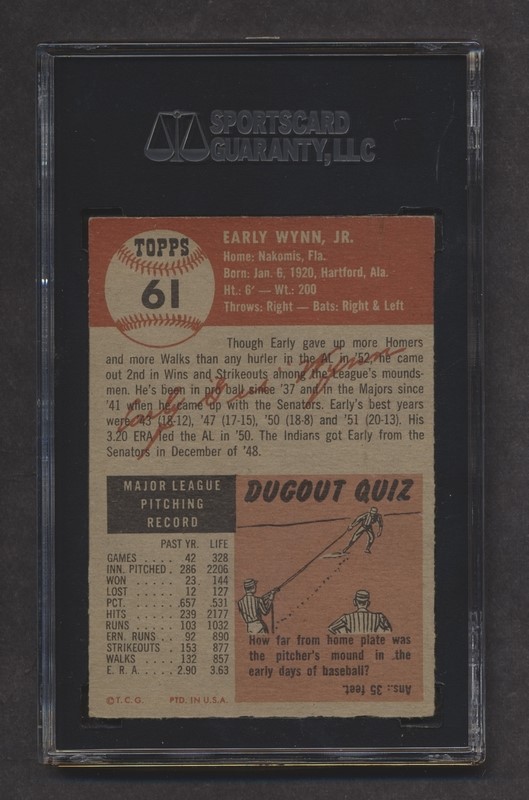 SPORTSCARD
GUARANTY, LLC
TOPPS
61
EARLY WYNN, JR.
Home: Nakomis, Fla.
Born: Jan. 6, 1920, Hartford, Ala.
Ht.: 6' — Wt.: 200
Throws: Right — Bats: Right & Left
Though Early gave up more Homers
and more Walks than any hurler in the AL in '52, he came
out 2nd in Wins and Strikeouts among the League's mounds-
men. He's been in pro ball since '37 and in the Majors since
'41 when he came up with the Senators. Early's best years
were '43 (18-12), '47 (17-15), '50 (18-8) and '51 (20-13). His
3.20 ERA led the AL in '50. The Indians got Early from the
Senators in December of '48.
Early Wynn
MAJOR LEAGUE
PITCHING
RECORD
PAST YR. LIFE
GAMES .... 42 328
INN. PITCHED . 286 2206
WON ..... 23 144
LOST ..... 12 127
PCT. ..... .657 .531
HITS ..... 239 2177
RUNS .... 103 1032
ERN. RUNS .. 92 890
STRIKEOUTS . 153 877
WALKS ... 132 857
E. R. A. .... 2.90 3.63
©T.C.G. PTD. IN U.S.A.
DUGOUT QUIZ
How far from home plate was
the pitcher's mound in the
early days of baseball?
Ans.: 35 feet.